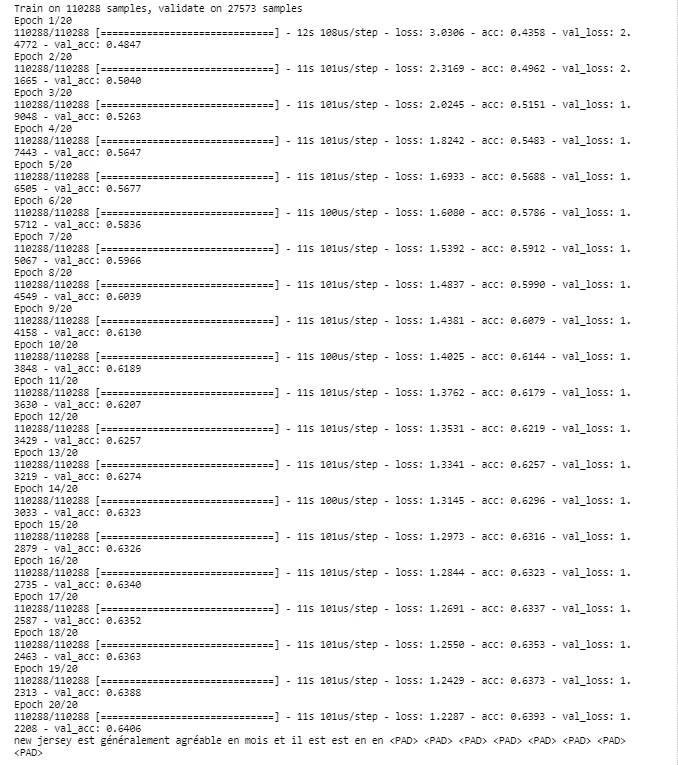 Train on 110288 samples, validate on 27573 samples
Epoch 1/20
110288/110288 [==============================] - 12s 108us/step - loss: 3.0306 - acc: 0.4358 - val_loss: 2.
4772 - val_acc: 0.4847
Epoch 2/20
110288/110288 [==============================] - 11s 101us/step - loss: 2.3169 - acc: 0.4962 - val_loss: 2.
1665 - val_acc: 0.5040
Epoch 3/20
110288/110288 [==============================] - 11s 101us/step - loss: 2.0245 - acc: 0.5151 - val_loss: 1.
9048 - val_acc: 0.5263
Epoch 4/20
110288/110288 [==============================] - 11s 101us/step - loss: 1.8242 - acc: 0.5483 - val_loss: 1.
7443 - val_acc: 0.5647
Epoch 5/20
110288/110288 [==============================] - 11s 101us/step - loss: 1.6933 - acc: 0.5688 - val_loss: 1.
6505 - val_acc: 0.5677
Epoch 6/20
110288/110288 [==============================] - 11s 100us/step - loss: 1.6080 - acc: 0.5786 - val_loss: 1.
5712 - val_acc: 0.5836
Epoch 7/20
110288/110288 [==============================] - 11s 101us/step - loss: 1.5392 - acc: 0.5912 - val_loss: 1.
5067 - val_acc: 0.5966
Epoch 8/20
110288/110288 [==============================] - 11s 101us/step - loss: 1.4837 - acc: 0.5990 - val_loss: 1.
4549 - val_acc: 0.6039
Epoch 9/20
110288/110288 [==============================] - 11s 101us/step - loss: 1.4381 - acc: 0.6079 - val_loss: 1.
4158 - val_acc: 0.6130
Epoch 10/20
110288/110288 [==============================] - 11s 100us/step - loss: 1.4025 - acc: 0.6144 - val_loss: 1.
3848 - val_acc: 0.6189
Epoch 11/20
110288/110288 [==============================] - 11s 101us/step - loss: 1.3762 - acc: 0.6179 - val_loss: 1.
3630 - val_acc: 0.6207
Epoch 12/20
110288/110288 [==============================] - 11s 101us/step - loss: 1.3531 - acc: 0.6219 - val_loss: 1.
3429 - val_acc: 0.6257
Epoch 13/20
110288/110288 [==============================] - 11s 101us/step - loss: 1.3341 - acc: 0.6257 - val_loss: 1.
3219 - val_acc: 0.6274
Epoch 14/20
110288/110288 [==============================] - 11s 100us/step - loss: 1.3145 - acc: 0.6296 - val_loss: 1.
3033 - val_acc: 0.6323
Epoch 15/20
110288/110288 [==============================] - 11s 101us/step - loss: 1.2973 - acc: 0.6316 - val_loss: 1.
2879 - val_acc: 0.6326
Epoch 16/20
110288/110288 [==============================] - 11s 101us/step - loss: 1.2844 - acc: 0.6323 - val_loss: 1.
2735 - val_acc: 0.6340
Epoch 17/20
110288/110288 [==============================] - 11s 101us/step - loss: 1.2691 - acc: 0.6337 - val_loss: 1.
2587 - val_acc: 0.6352
Epoch 18/20
110288/110288 [==============================] - 11s 101us/step - loss: 1.2550 - acc: 0.6353 - val_loss: 1.
2463 - val_acc: 0.6363
Epoch 19/20
110288/110288 [==============================] - 11s 101us/step - loss: 1.2429 - acc: 0.6373 - val_loss: 1.
2313 - val_acc: 0.6388
Epoch 20/20
110288/110288 [==============================] - 11s 101us/step - loss: 1.2287 - acc: 0.6393 - val_loss: 1.
2208 - val_acc: 0.6406
new jersey est généralement agréable en mois et il est est en en <PAD> <PAD> <PAD> <PAD> <PAD> <PAD> <PAD>
<PAD>